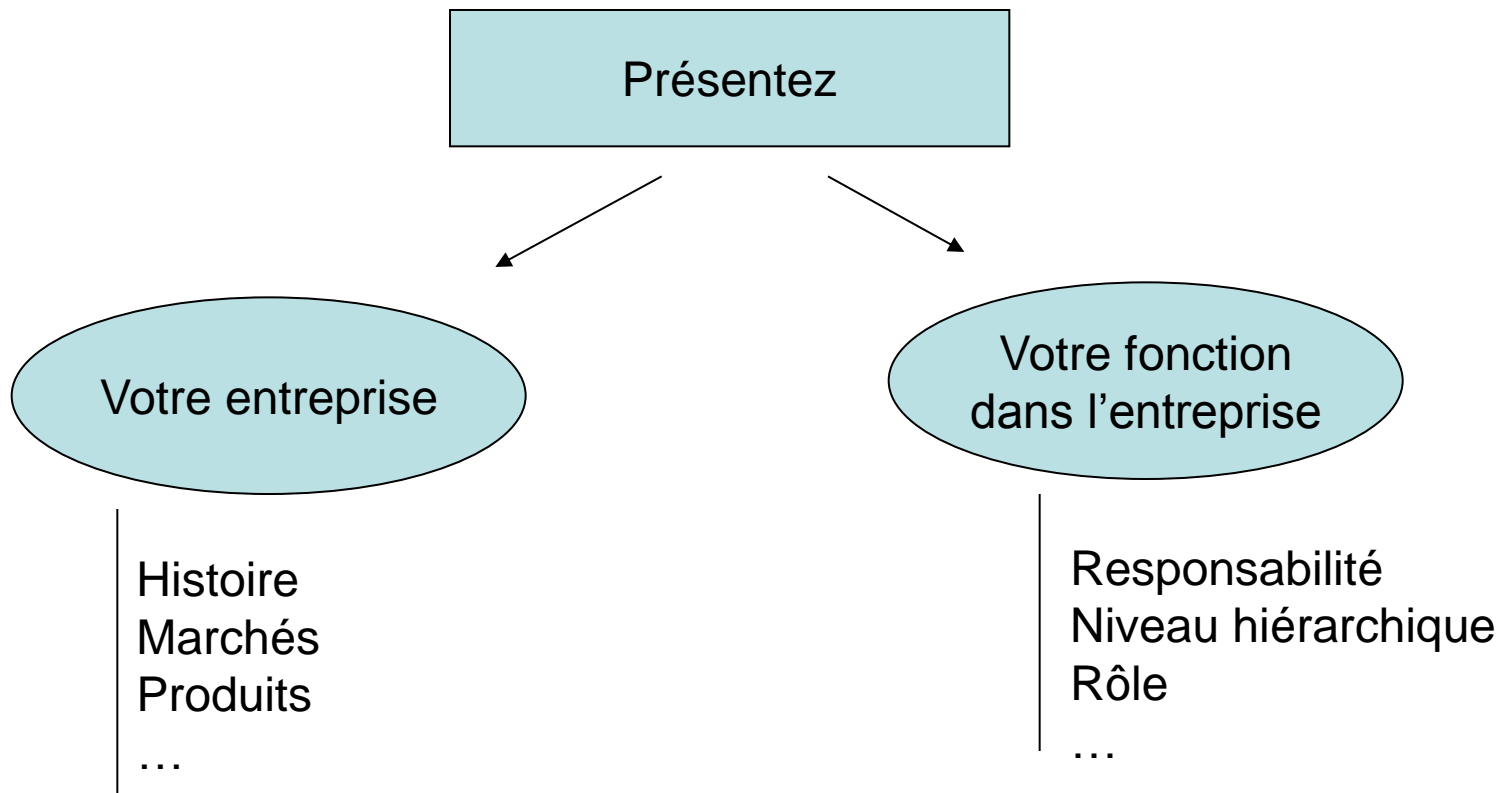 Présentez
Votre entreprise
Histoire
Marchés
Produits
…
Votre fonction
dans l’entreprise
Responsabilité
Niveau hiérarchique
Rôle
…